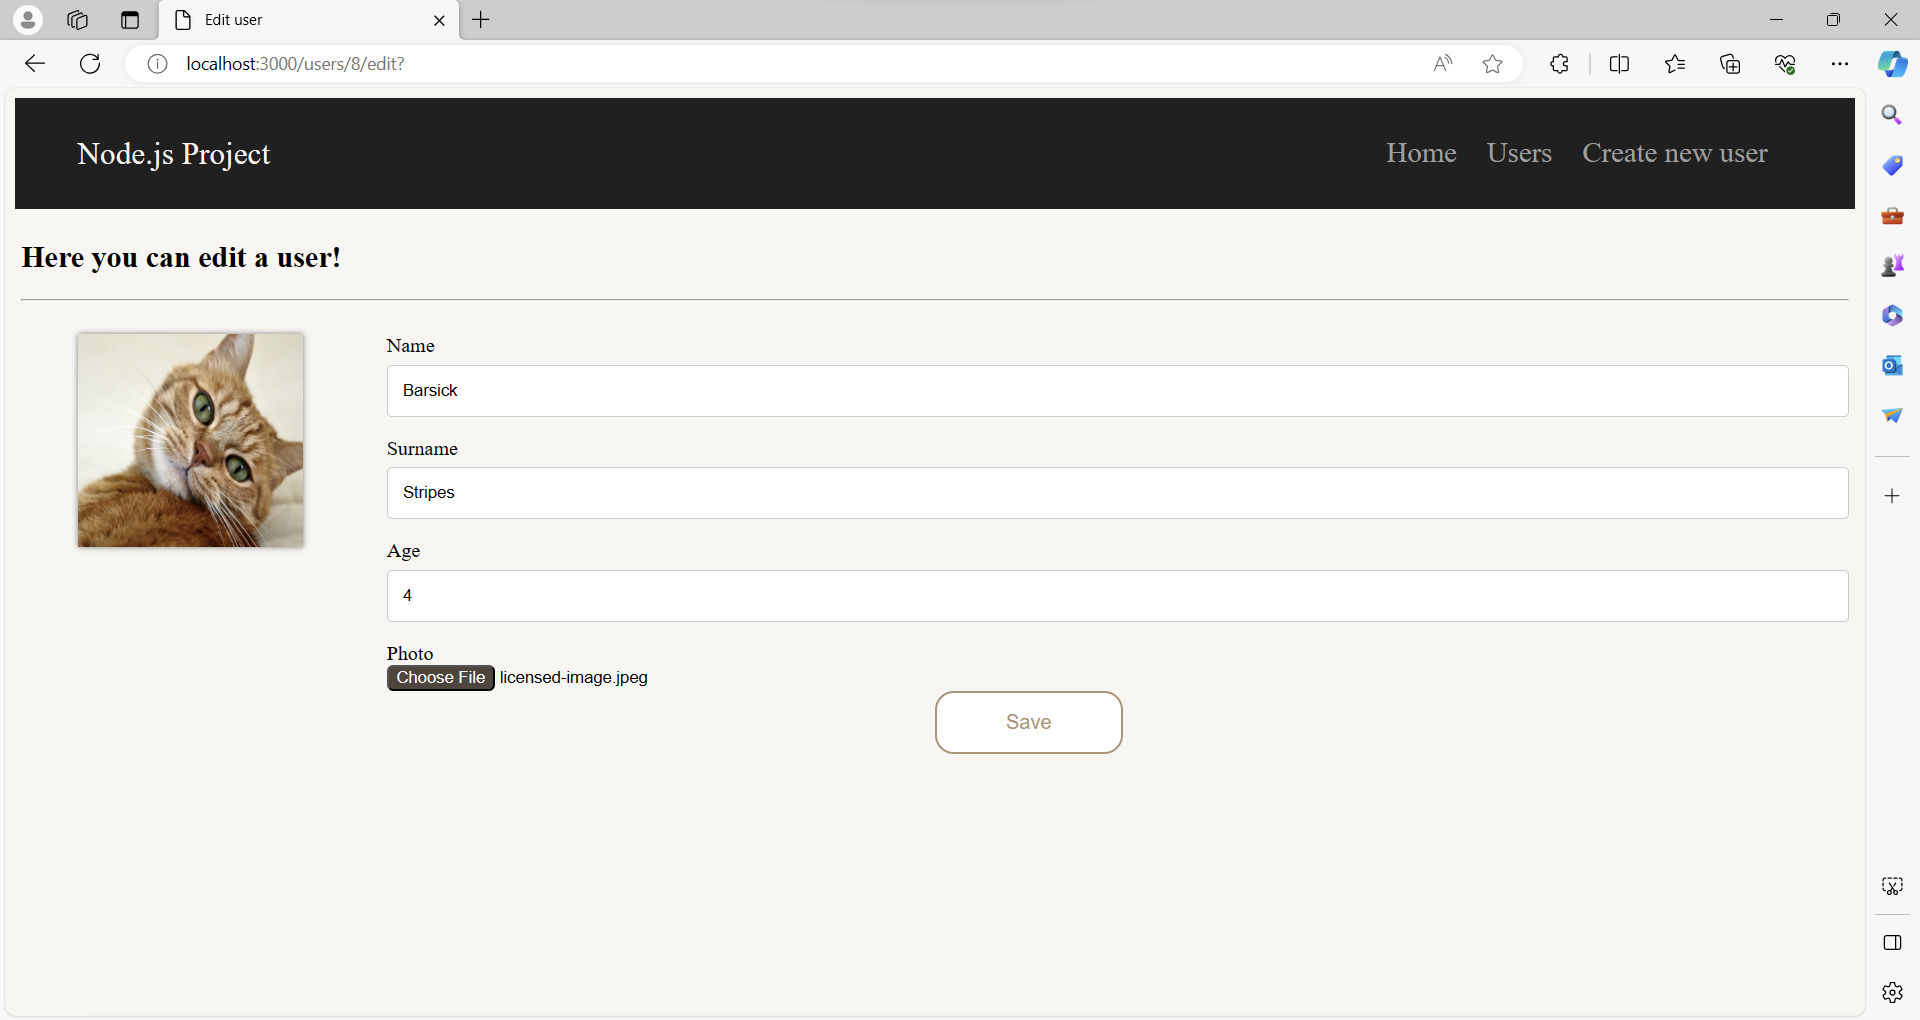 Edit user
localhost:3000/users/8/edit?
Node.js Project
Home Users Create new user
Here you can edit a user!
Name
Barsick
Surname
Stripes
Age
4
Photo
Choose File licensed-image.jpeg
Save